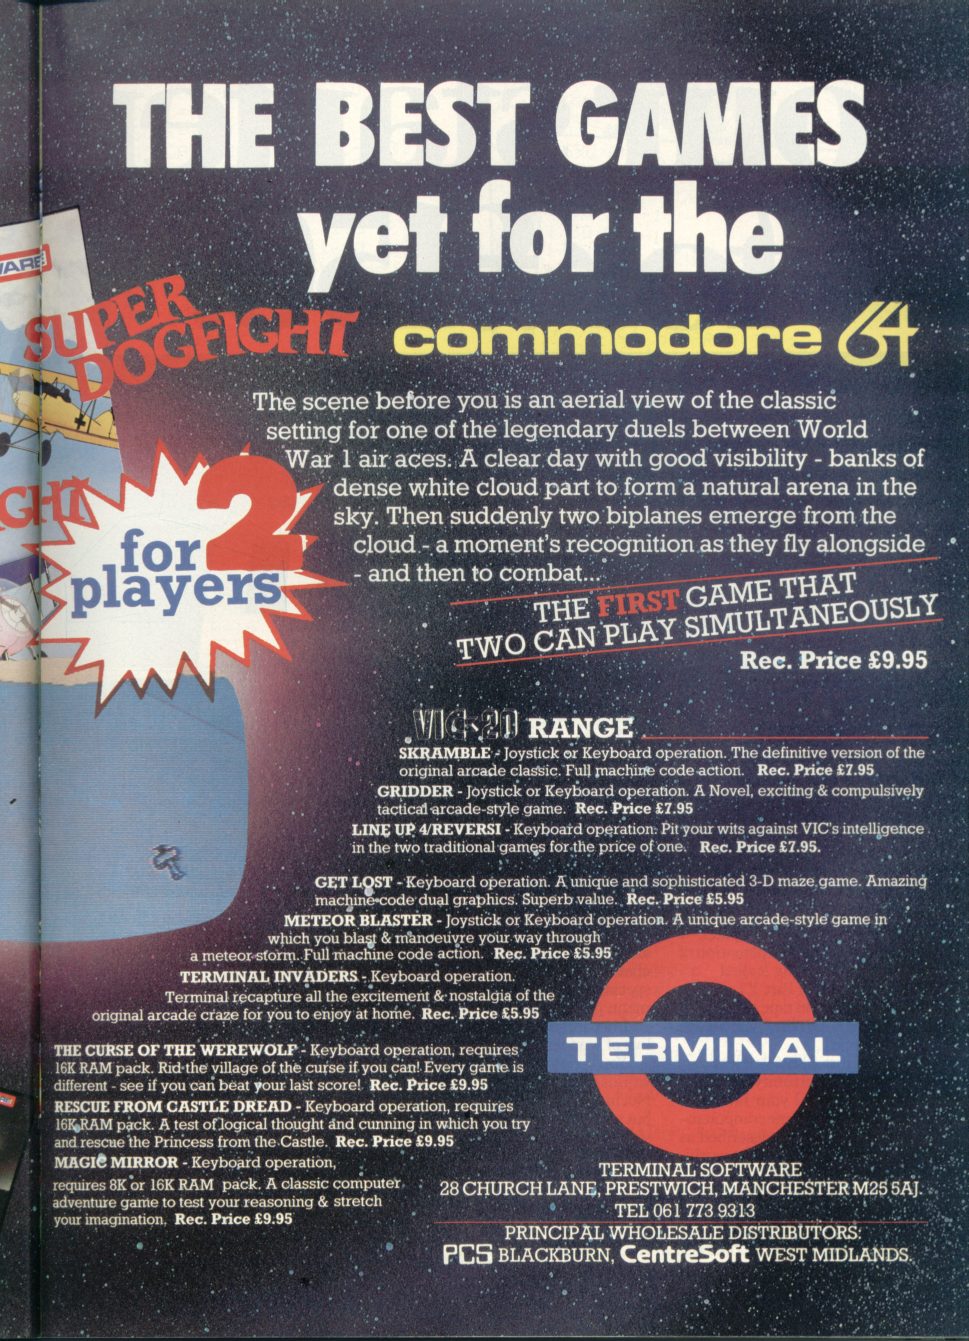 THE BEST GAMES
yet for the
WARE
SUPER
DOGFIGHT
commodore 64
The scene before you is an aerial view of the classic
setting for one of the legendary duels between World
War 1 air aces. A clear day with good visibility - banks of
dense white cloud part to form a natural arena in the
sky. Then suddenly two biplanes emerge from the
cloud - a moment's recognition as they fly alongside
- and then to combat...
GHT
for 2
players
THE FIRST GAME THAT
TWO CAN PLAY SIMULTANEOUSLY
Rec. Price £9.95
VIC-20 RANGE
SKRAMBLE - Joystick or Keyboard operation. The definitive version of the
original arcade classic. Full machine code action. Rec. Price £7.95
GRIDDER - Joystick or Keyboard operation. A Novel, exciting & compulsively
tactical arcade-style game. Rec. Price £7.95
LINE UP 4/REVERSI - Keyboard operation. Pit your wits against VIC's intelligence
in the two traditional games for the price of one. Rec. Price £7.95.
GET LOST - Keyboard operation. A unique and sophisticated 3-D maze game. Amazing
machine-code dual graphics. Superb value. Rec. Price £5.95
METEOR BLASTER - Joystick or Keyboard operation. A unique arcade-style game in
which you blast & manoeuvre your way through
a meteor storm. Full machine code action. Rec. Price £5.95
TERMINAL INVADERS - Keyboard operation.
Terminal recapture all the excitement & nostalgia of the
original arcade craze for you to enjoy at home. Rec. Price £5.95
THE CURSE OF THE WEREWOLF - Keyboard operation, requires
16K RAM pack. Rid the village of the curse if you can! Every game is
different - see if you can beat your last score! Rec. Price £9.95
RESCUE FROM CASTLE DREAD - Keyboard operation, requires
16K RAM pack. A test of logical thought and cunning in which you try
and rescue the Princess from the Castle. Rec. Price £9.95
MAGIC MIRROR - Keyboard operation,
requires 8K or 16K RAM pack. A classic computer
adventure game to test your reasoning & stretch
your imagination. Rec. Price £9.95
TERMINAL
TERMINAL SOFTWARE
28 CHURCH LANE, PRESTWICH, MANCHESTER M25 5AJ.
TEL 061 773 9313
PRINCIPAL WHOLESALE DISTRIBUTORS:
PCS BLACKBURN, CentreSoft WEST MIDLANDS.